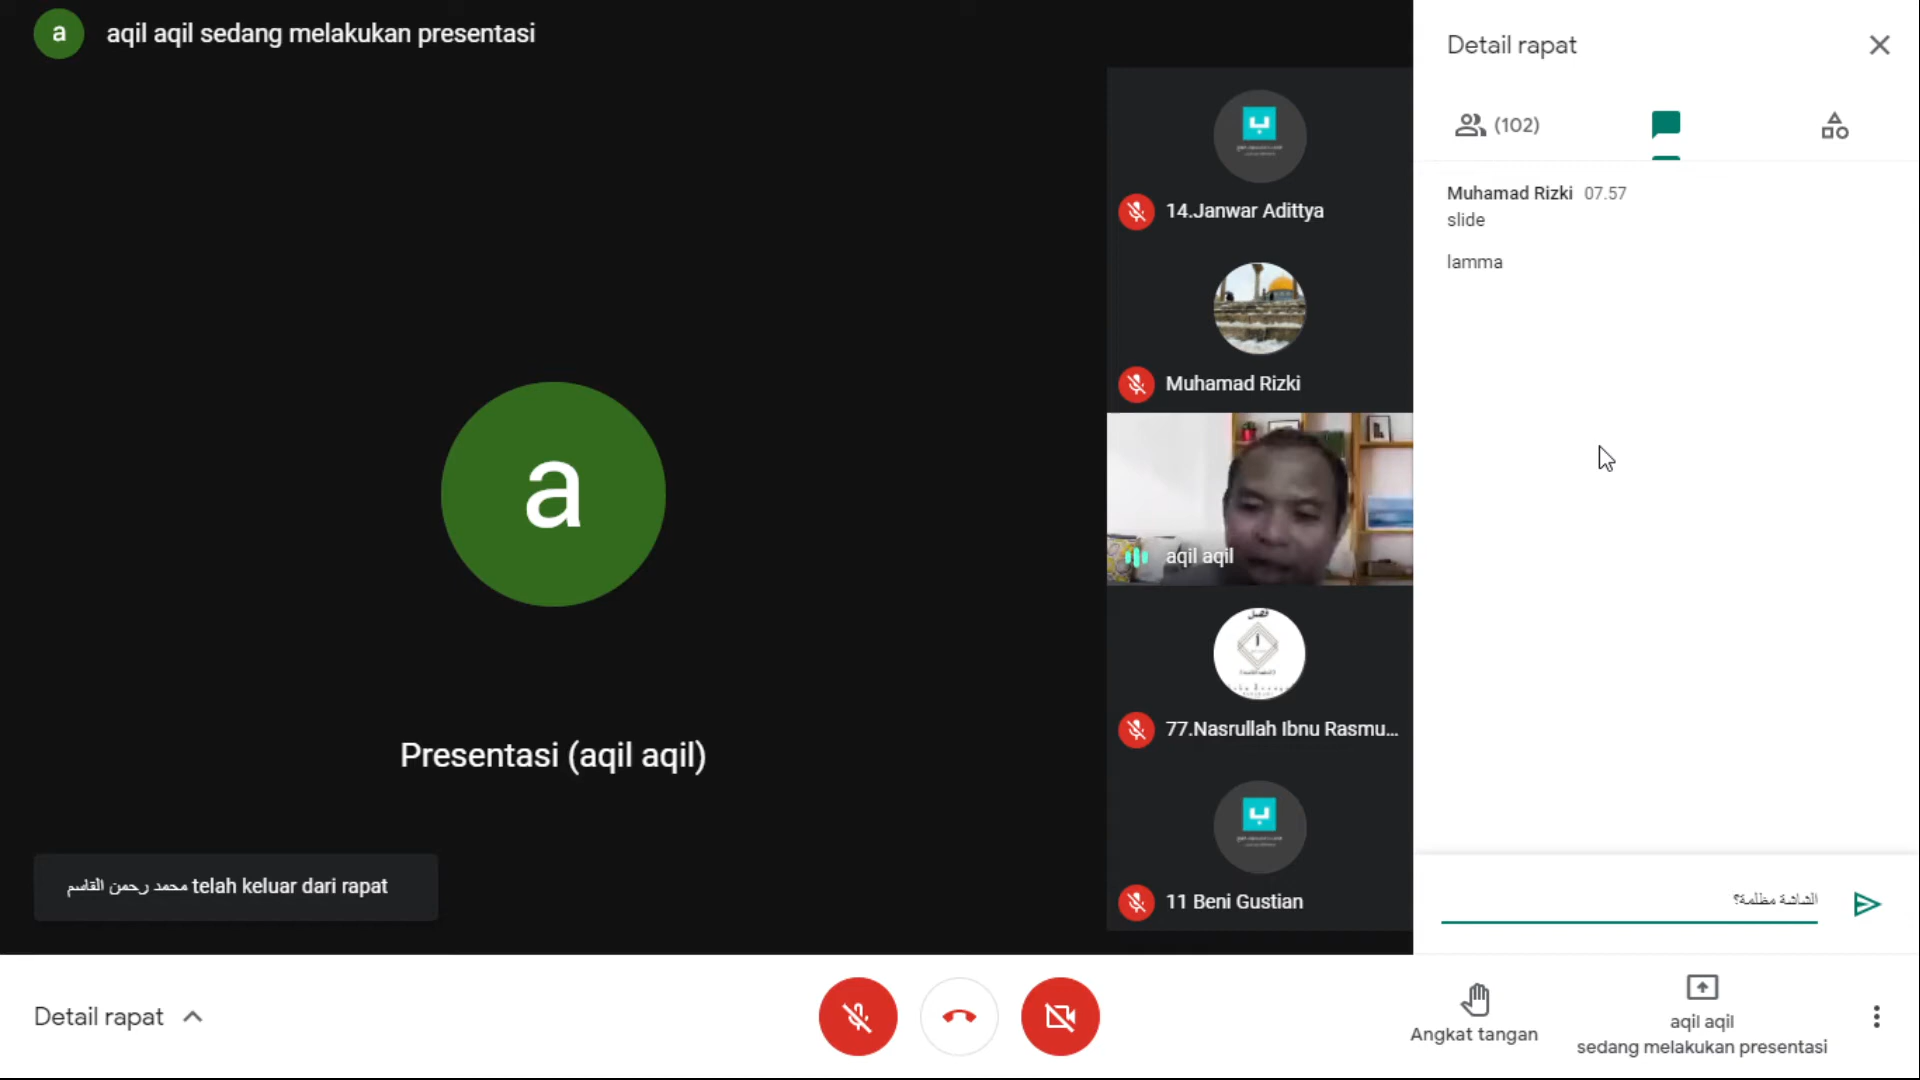 a
aqil aqil sedang melakukan presentasi
a
Presentasi (aqil aqil)
محمد رحمن القاسم telah keluar dari rapat
14.Janwar Adittya
Muhamad Rizki
aqil aqil
فصل
77.Nasrullah Ibnu Rasmu...
11 Beni Gustian
Detail rapat
(102)
Muhamad Rizki 07.57
slide
lamma
الشاشة مظلمة؟
Detail rapat
Angkat tangan
aqil aqil
sedang melakukan presentasi